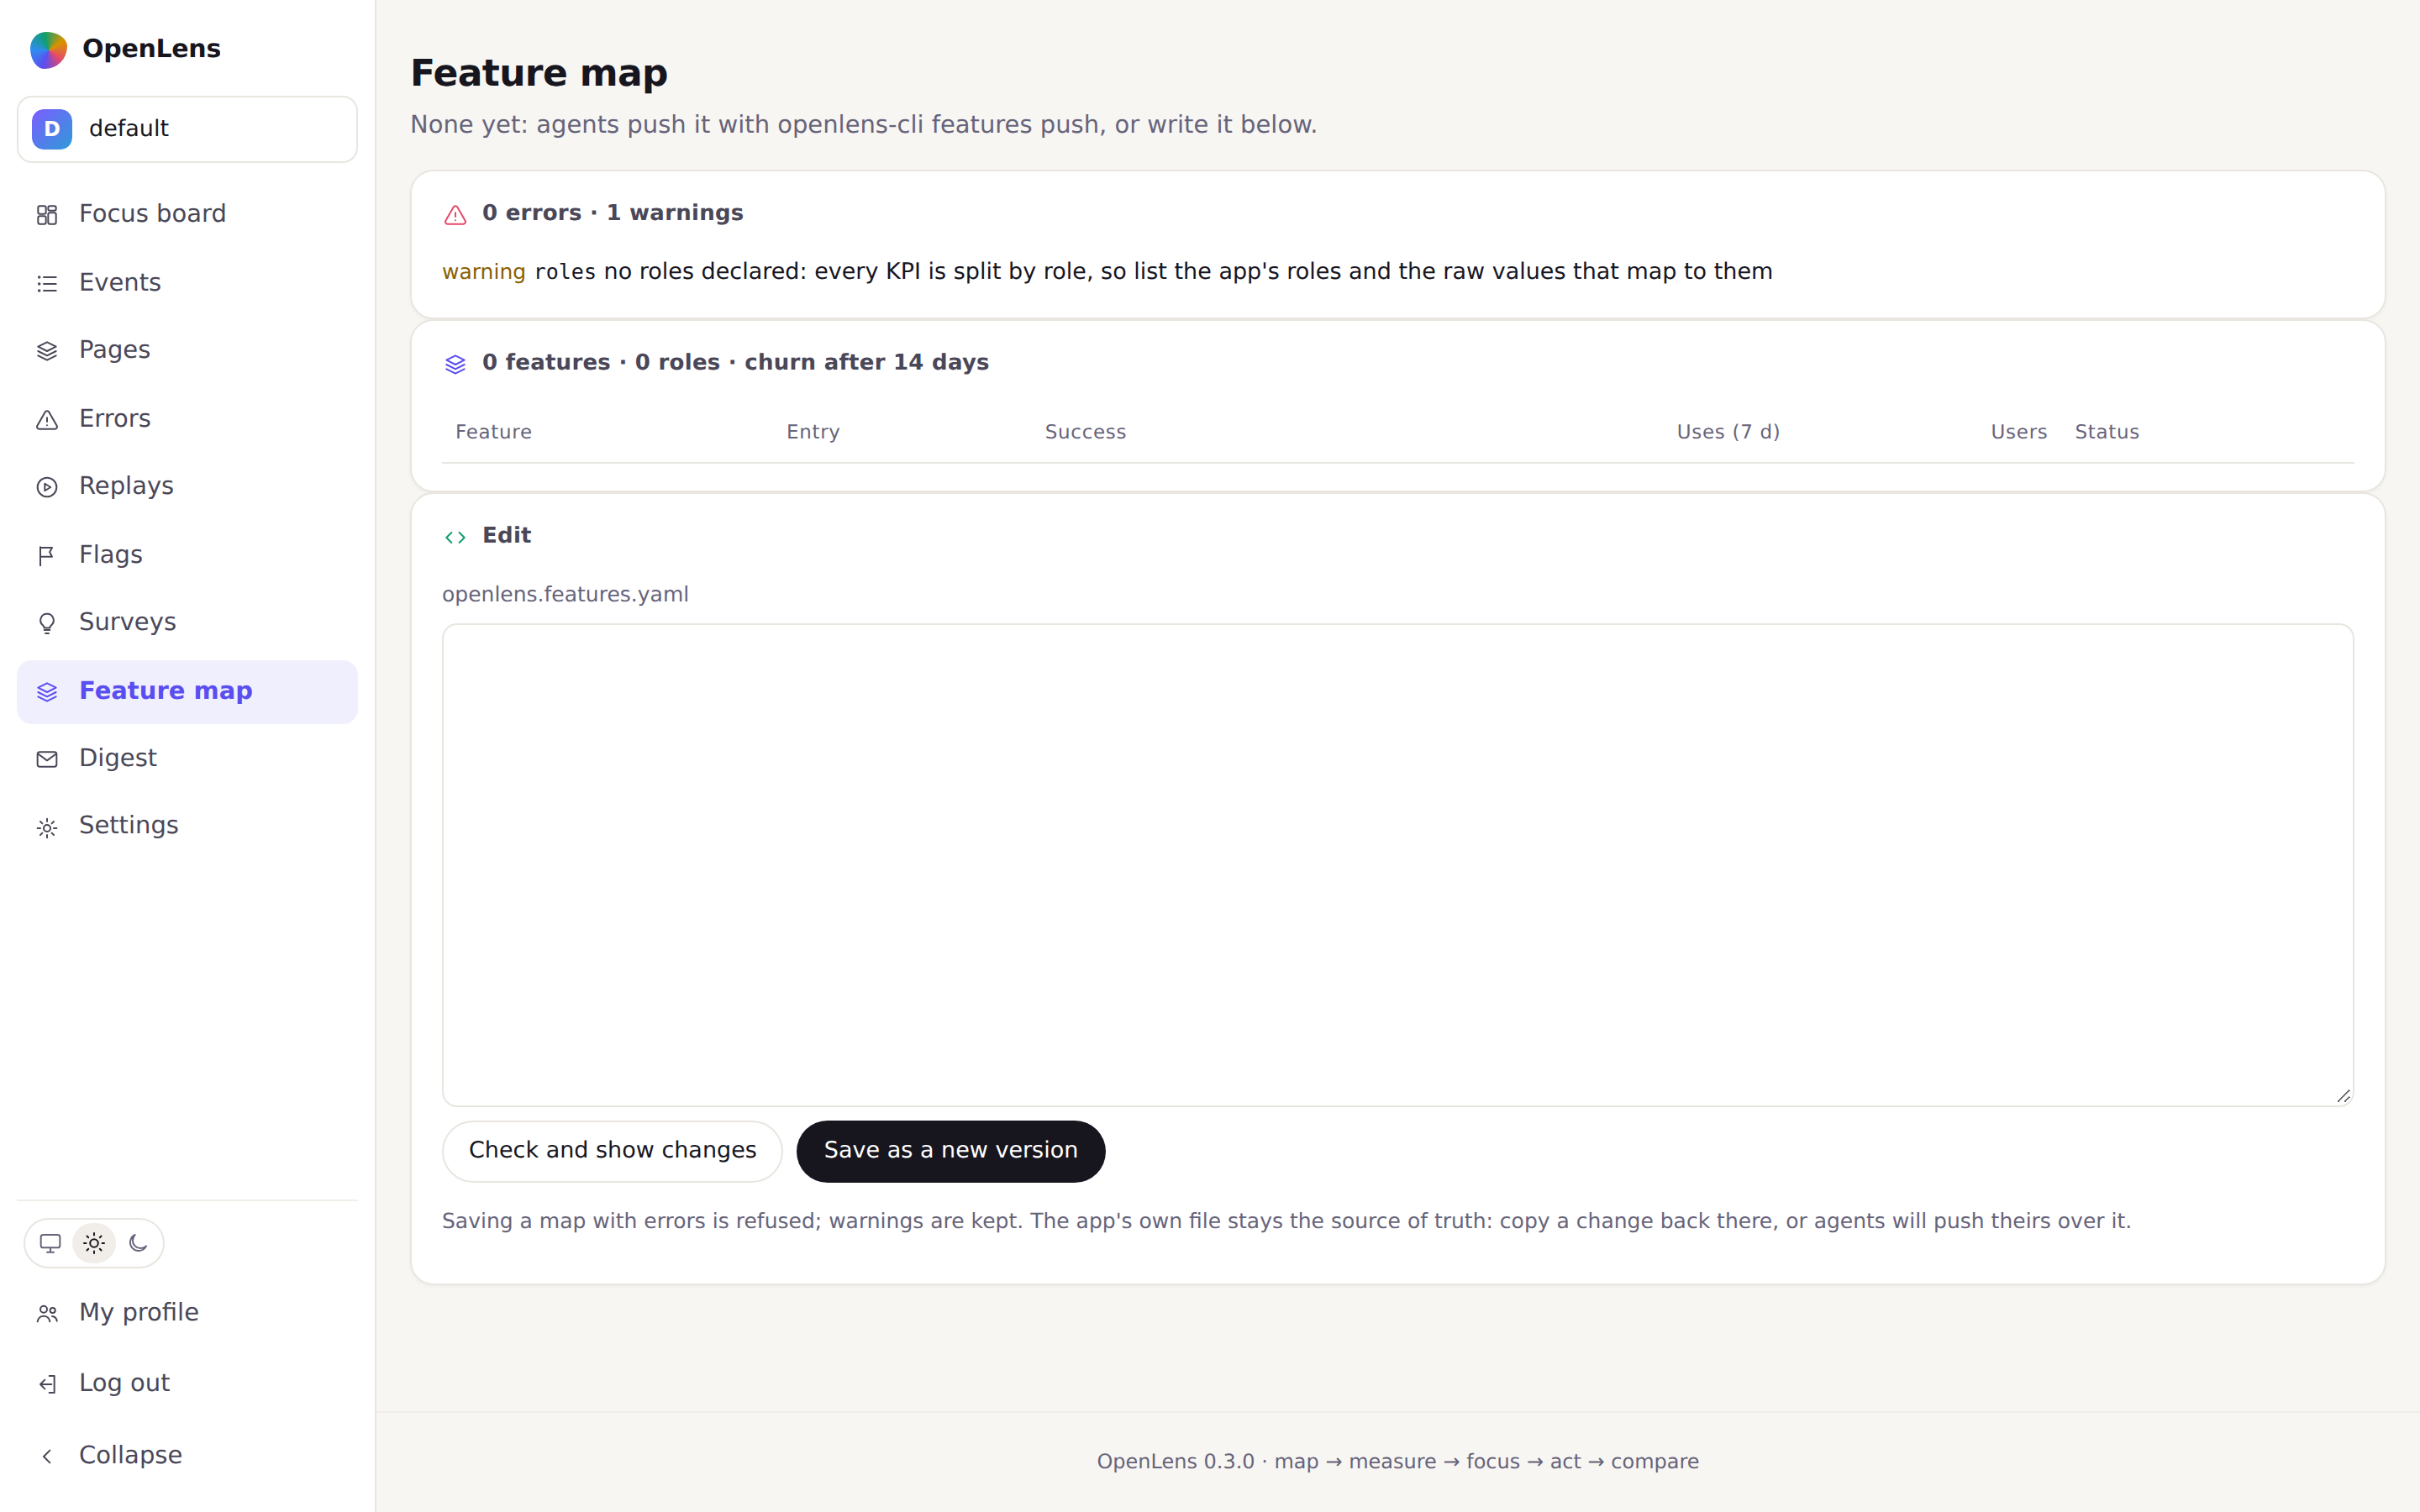 OpenLens
D default
Focus board
Events
Pages
Errors
Replays
Flags
Surveys
Feature map
Digest
Settings
My profile
Log out
Collapse
Feature map
None yet: agents push it with openlens-cli features push, or write it below.
0 errors · 1 warnings
warning roles no roles declared: every KPI is split by role, so list the app's roles and the raw values that map to them
0 features · 0 roles · churn after 14 days
Feature Entry Success Uses (7 d) Users Status
Edit
openlens.features.yaml
Check and show changes Save as a new version
Saving a map with errors is refused; warnings are kept. The app's own file stays the source of truth: copy a change back there, or agents will push theirs over it.
OpenLens 0.3.0 · map → measure → focus → act → compare